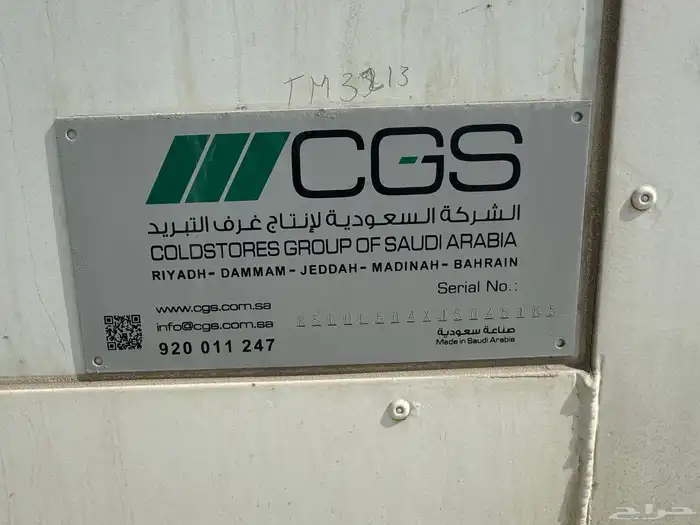 CGS
الشركة السعودية لإنتاج غرف التبريد
COLDSTORES GROUP OF SAUDI ARABIA
RIYADH - DAMMAM - JEDDAH - MADINAH - BAHRAIN
Serial No.:
www.cgs.com.sa
info@cgs.com.sa
920 011 247
صناعة سعودية
Made in Saudi Arabia
حراج